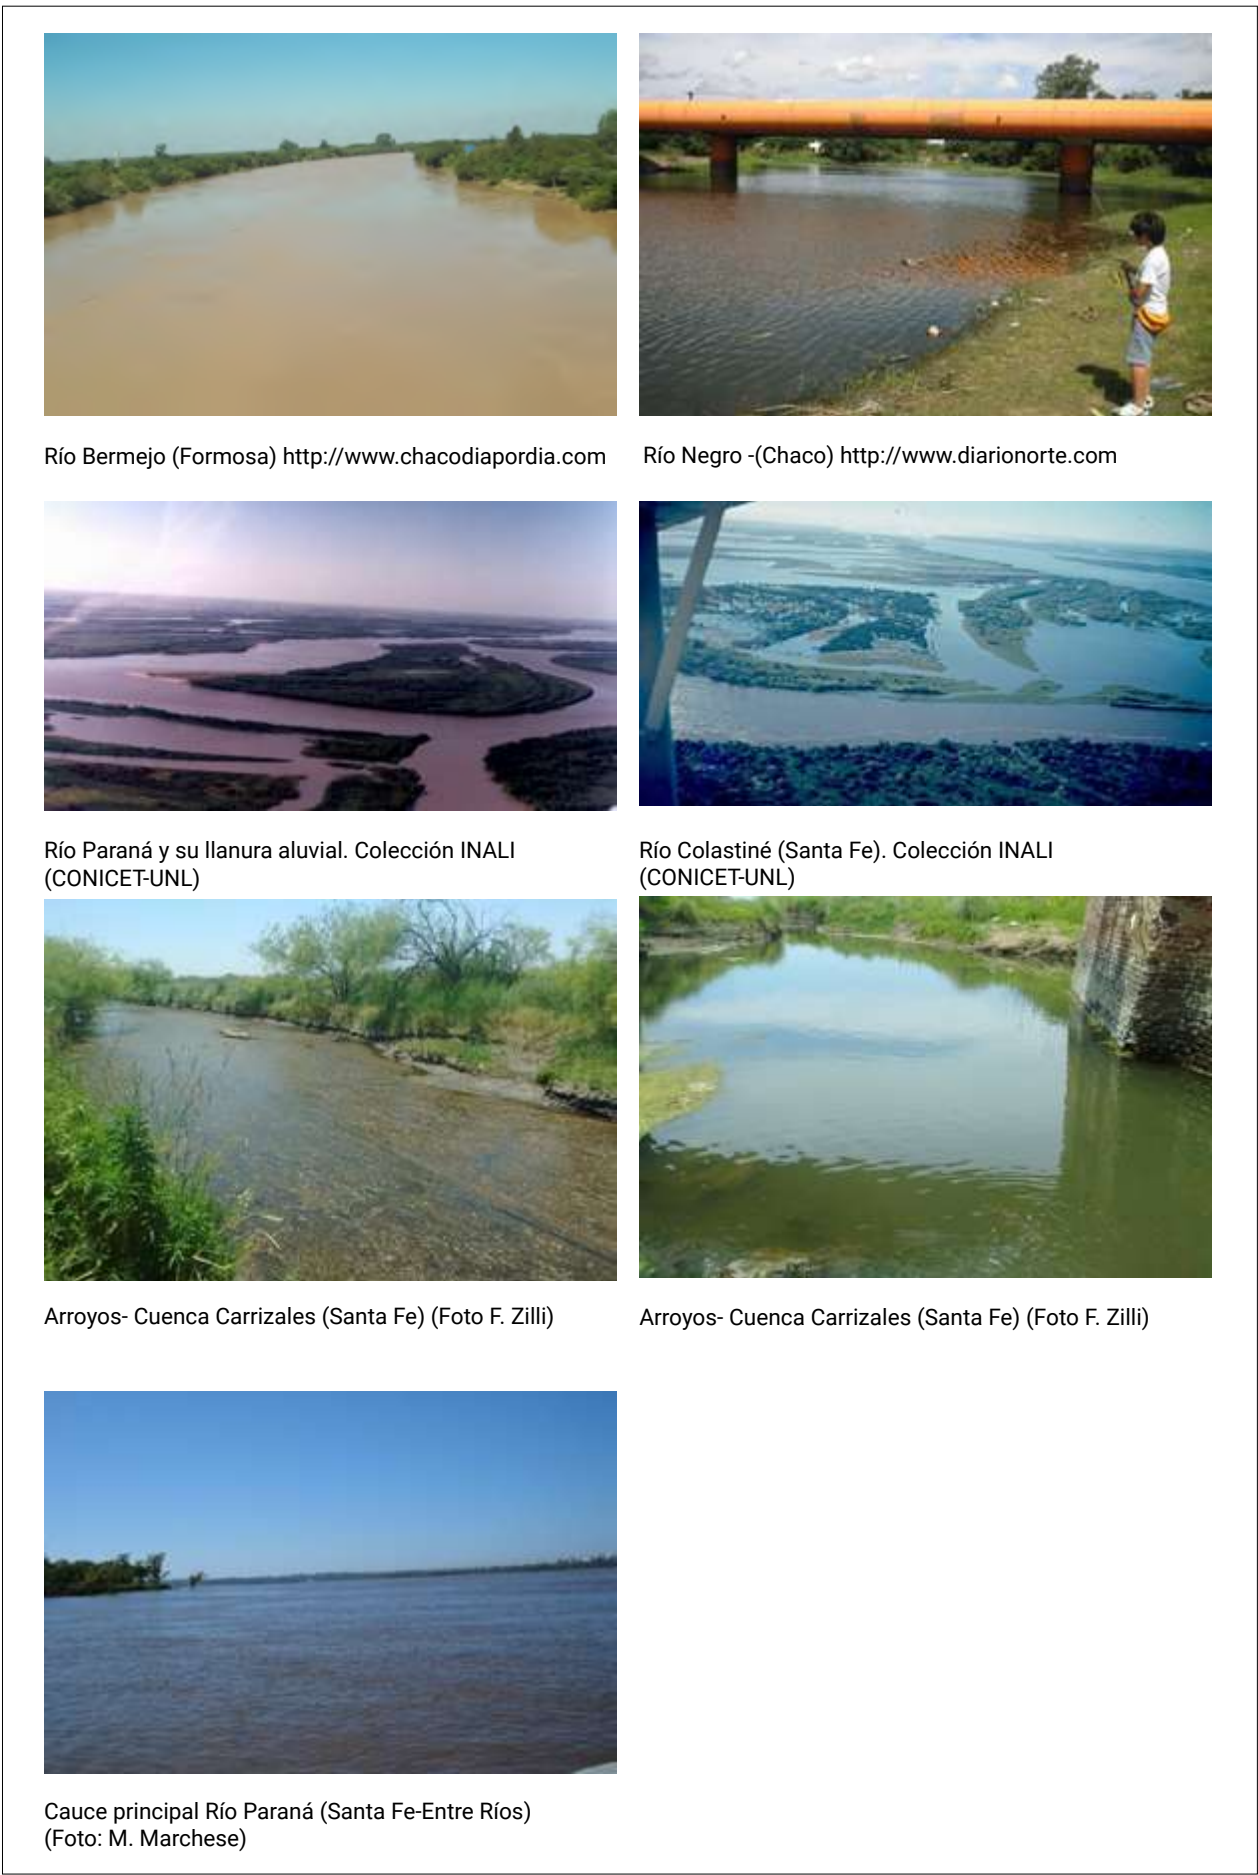 Río Bermejo (Formosa) http://www.chacodiapordia.com
Río Negro -(Chaco) http://www.diarionorte.com
Río Paraná y su llanura aluvial. Colección INALI
(CONICET-UNL)
Río Colastiné (Santa Fe). Colección INALI
(CONICET-UNL)
Arroyos- Cuenca Carrizales (Santa Fe) (Foto F. Zilli)
Arroyos- Cuenca Carrizales (Santa Fe) (Foto F. Zilli)
Cauce principal Río Paraná (Santa Fe-Entre Ríos)
(Foto: M. Marchese)